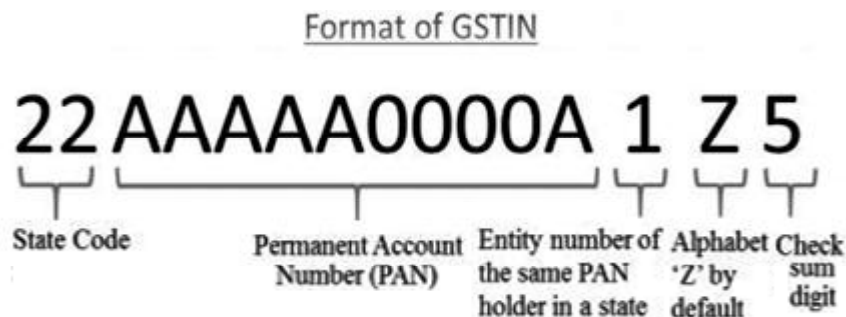 Format of GSTIN
22 AAAAA0000A 1 Z 5
State Code
Permanent Account
Number (PAN)
Entity number of
the same PAN
holder in a state
Alphabet
‘Z’ by
default
Check
sum
digit